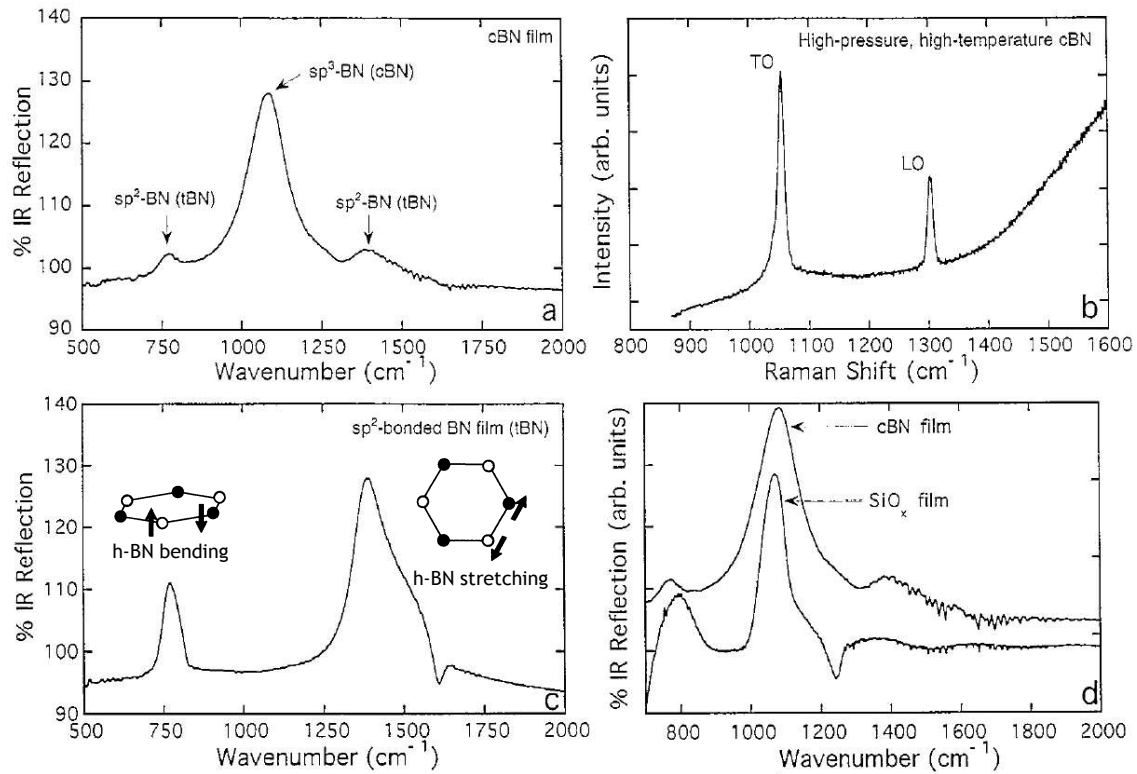 a
140
cBN film
130
sp³-BN (cBN)
120
sp²-BN (tBN)
sp²-BN (tBN)
110
100
90
% IR Reflection
500 750 1000 1250 1500 1750 2000
Wavenumber (cm⁻¹)
a
High-pressure, high-temperature cBN
b
TO
LO
Intensity (arb. units)
800 900 1000 1100 1200 1300 1400 1500 1600
Raman Shift (cm⁻¹)
140
sp²-bonded BN film (tBN)
130
120
h-BN bending
h-BN stretching
110
100
90
% IR Reflection
500 750 1000 1250 1500 1750 2000
Wavenumber (cm⁻¹)
c
cBN film
SiOₓ film
% IR Reflection (arb. units)
800 1000 1200 1400 1600 1800 2000
Wavenumber (cm⁻¹)
d